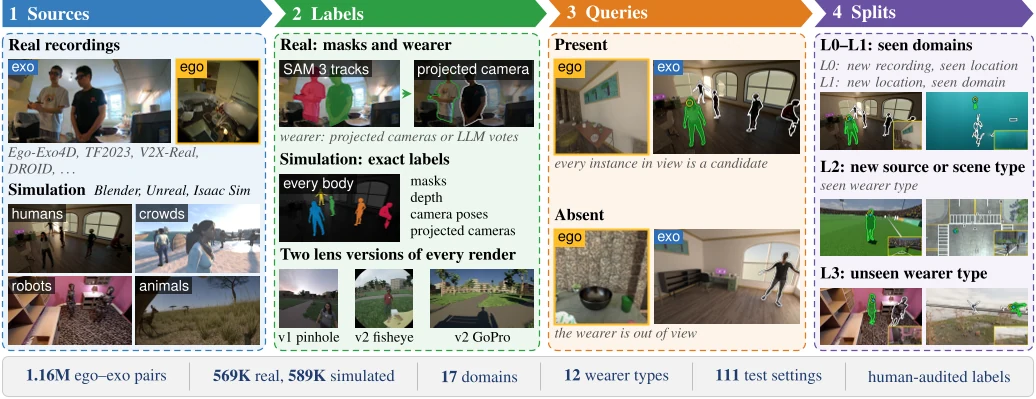 1 Sources
Real recordings
exo
ego
Ego-Exo4D, TF2023, V2X-Real,
DROID, ...
Simulation Blender, Unreal, Isaac Sim
humans
crowds
robots
animals
2 Labels
Real: masks and wearer
SAM 3 tracks
projected camera
wearer: projected cameras or LLM votes
Simulation: exact labels
every body
masks
depth
camera poses
projected cameras
Two lens versions of every render
v1 pinhole
v2 fisheye
v2 GoPro
3 Queries
Present
ego
exo
every instance in view is a candidate
Absent
ego
exo
the wearer is out of view
4 Splits
L0–L1: seen domains
L0: new recording, seen location
L1: new location, seen domain
L2: new source or scene type
seen wearer type
L3: unseen wearer type
1.16M ego–exo pairs
569K real, 589K simulated
17 domains
12 wearer types
111 test settings
human-audited labels